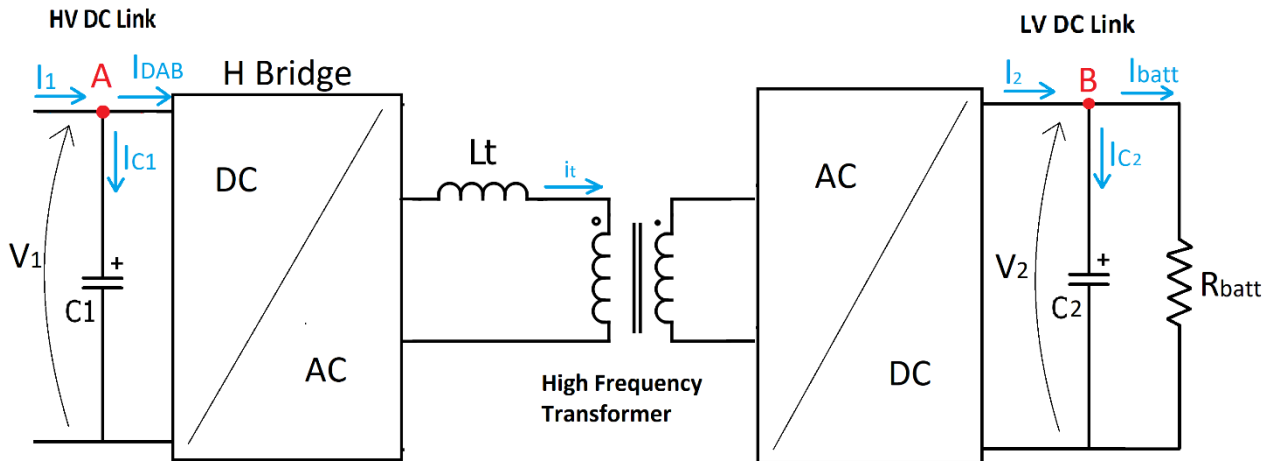 HV DC Link
LV DC Link
I1 A IDAB
H Bridge
I2 B Ibatt
IC1
DC
Lt
it
AC
IC2
V1
+
C1
V2
+
C2
Rbatt
AC
High Frequency
Transformer
DC